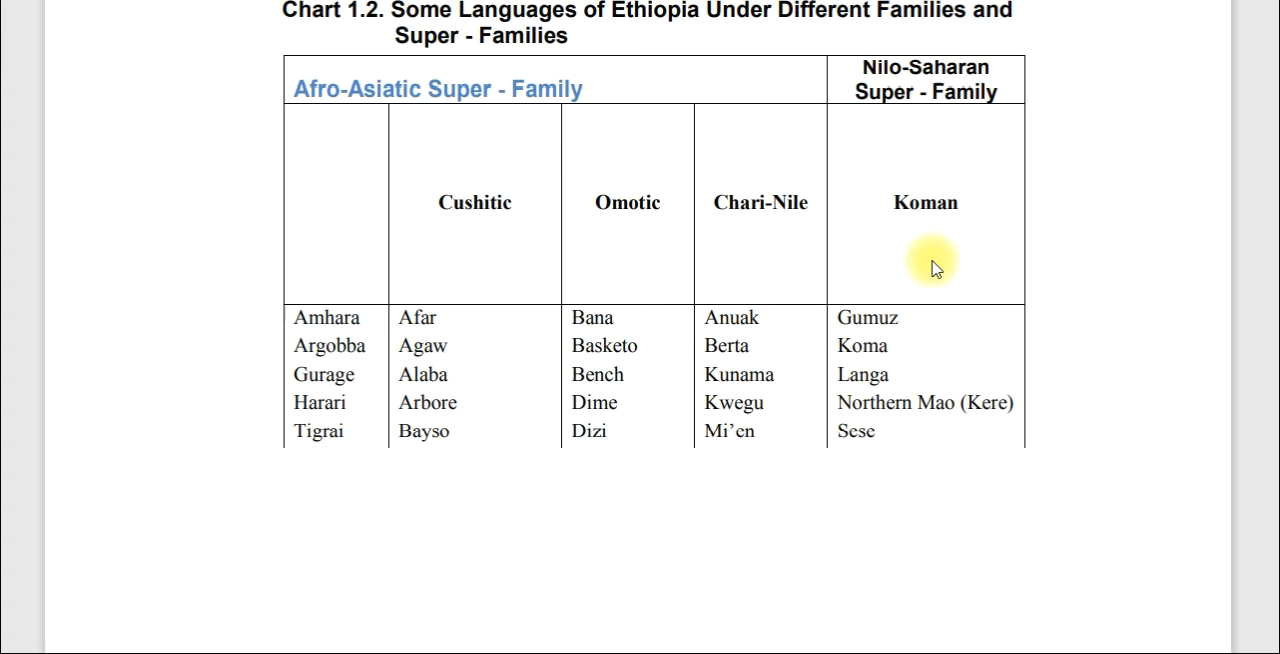 Chart 1.2. Some Languages of Ethiopia Under Different Families and
Super - Families
Afro-Asiatic Super - Family
Nilo-Saharan
Super - Family
Cushitic Omotic Chari-Nile Koman
Amhara Afar Bana Anuak Gumuz
Argobba Agaw Basketo Berta Koma
Gurage Alaba Bench Kunama Langa
Harari Arbore Dime Kwegu Northern Mao (Kere)
Tigrai Bayso Dizi Mi’en Sese